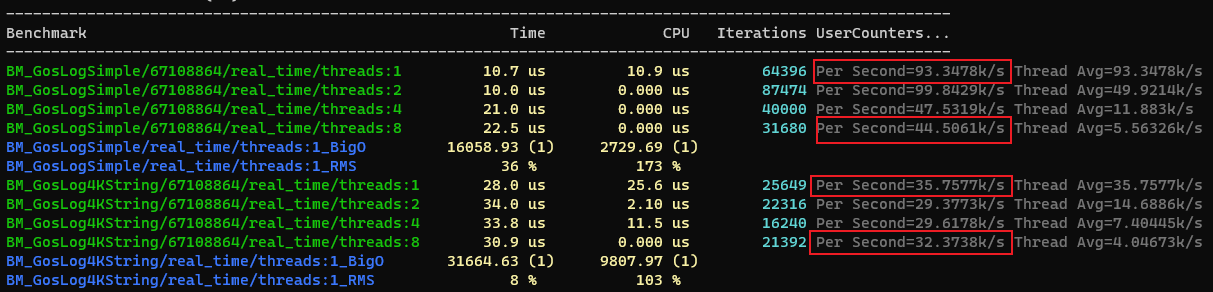 Benchmark Time CPU Iterations UserCounters...
BM_GosLogSimple/67108864/real_time/threads:1 10.7 us 10.9 us 64396 Per Second=93.3478k/s Thread Avg=93.3478k/s
BM_GosLogSimple/67108864/real_time/threads:2 10.0 us 0.000 us 87474 Per Second=99.8429k/s Thread Avg=49.9214k/s
BM_GosLogSimple/67108864/real_time/threads:4 21.0 us 0.000 us 40000 Per Second=47.5319k/s Thread Avg=11.883k/s
BM_GosLogSimple/67108864/real_time/threads:8 22.5 us 0.000 us 31680 Per Second=44.5061k/s Thread Avg=5.56326k/s
BM_GosLogSimple/real_time/threads:1_BigO 16058.93 (1) 2729.69 (1)
BM_GosLogSimple/real_time/threads:1_RMS 36 % 173 %
BM_GosLog4KString/67108864/real_time/threads:1 28.0 us 25.6 us 25649 Per Second=35.7577k/s Thread Avg=35.7577k/s
BM_GosLog4KString/67108864/real_time/threads:2 34.0 us 2.10 us 22316 Per Second=29.3773k/s Thread Avg=14.6886k/s
BM_GosLog4KString/67108864/real_time/threads:4 33.8 us 11.5 us 16240 Per Second=29.6178k/s Thread Avg=7.40445k/s
BM_GosLog4KString/67108864/real_time/threads:8 30.9 us 0.000 us 21392 Per Second=32.3738k/s Thread Avg=4.04673k/s
BM_GosLog4KString/real_time/threads:1_BigO 31664.63 (1) 9807.97 (1)
BM_GosLog4KString/real_time/threads:1_RMS 8 % 103 %